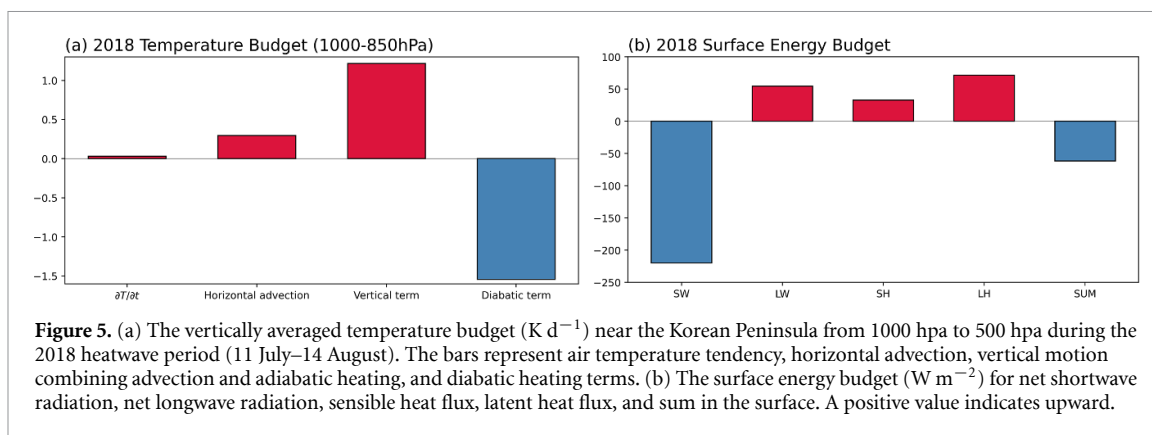 (a) 2018 Temperature Budget (1000-850hPa)
1.0
0.5
0.0
−0.5
−1.0
−1.5
∂T/∂t Horizontal advection Vertical term Diabatic term
(b) 2018 Surface Energy Budget
100
50
0
−50
−100
−150
−200
−250
SW LW SH LH SUM
Figure 5. (a) The vertically averaged temperature budget (K d−1) near the Korean Peninsula from 1000 hpa to 500 hpa during the
2018 heatwave period (11 July–14 August). The bars represent air temperature tendency, horizontal advection, vertical motion
combining advection and adiabatic heating, and diabatic heating terms. (b) The surface energy budget (W m−2) for net shortwave
radiation, net longwave radiation, sensible heat flux, latent heat flux, and sum in the surface. A positive value indicates upward.